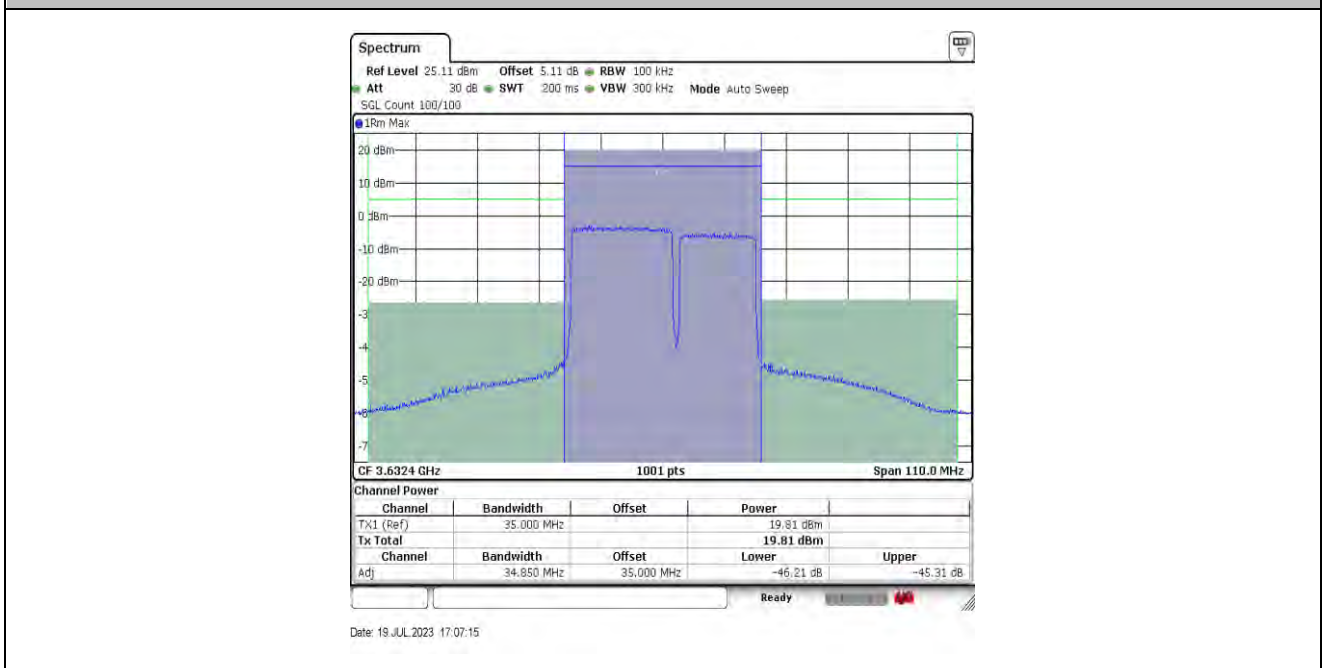 Spectrum
Ref Level 25.11 dBm Offset 5.11 dB RBW 100 kHz
Att 30 dB SWT 200 ms VBW 300 kHz Mode Auto Sweep
SGL Count 100/100
1Rm Max
20 dBm
10 dBm
0 dBm
-10 dBm
-20 dBm
-3
-4
-5
-7
CF 3.6324 GHz 1001 pts Span 110.0 MHz
Channel Power
Channel Bandwidth Offset Power
TX1 (Ref) 35.000 MHz 19.81 dBm
Tx Total 19.81 dBm
Channel Bandwidth Offset Lower Upper
Adj 34.850 MHz 35.000 MHz -46.21 dB -45.31 dB
Ready
Date: 19.JUL.2023 17:07:15